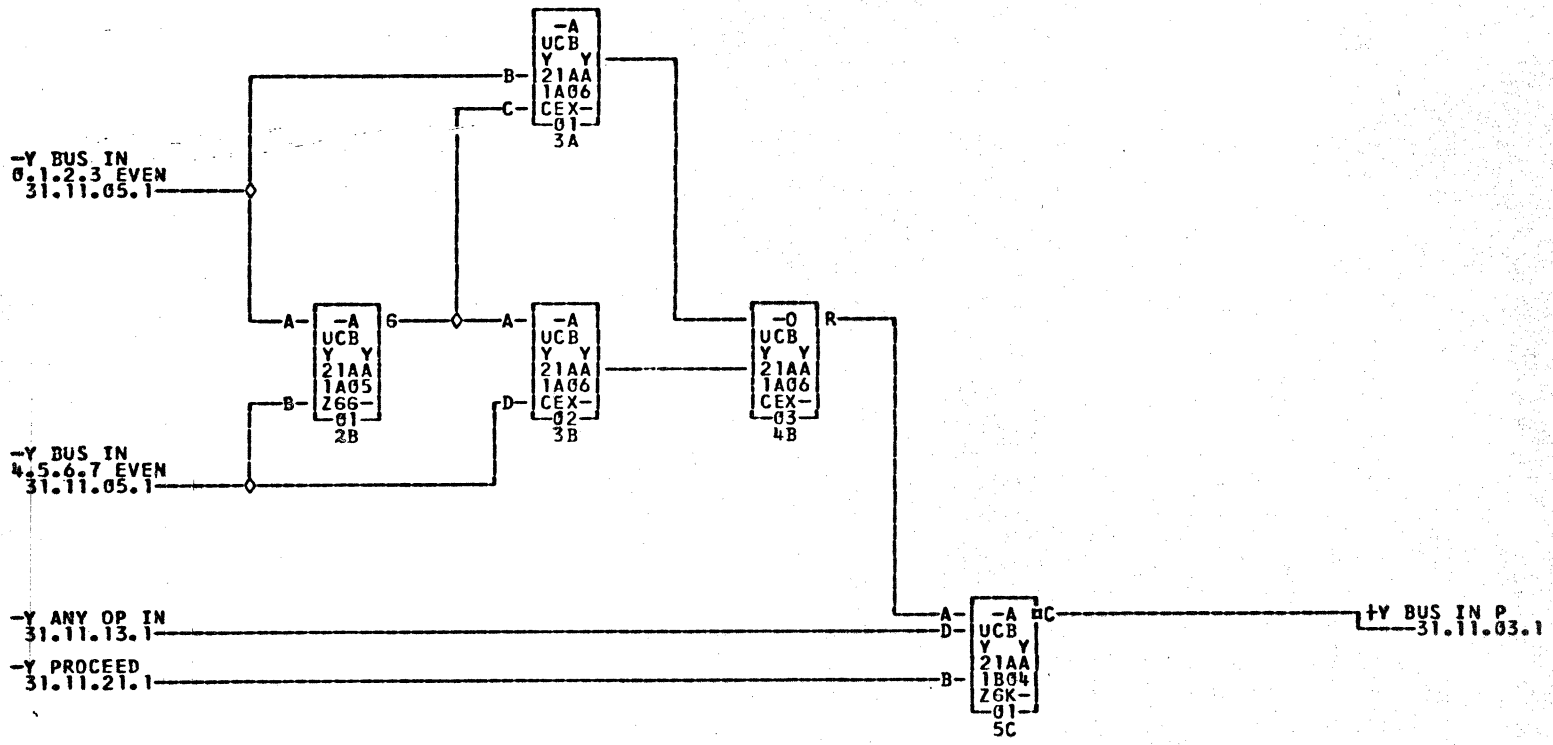 -A
UCB
Y Y
B- 21AA
1A06
C- CEX-
01
3A
-Y BUS IN
0.1.2.3 EVEN
31.11.05.1
A- -A 6
UCB
Y Y
21AA
1A05
B- Z66-
01
2B
A- -A
UCB
Y Y
21AA
1A06
D- CEX-
02
3B
-O R
UCB
Y Y
21AA
1A06
CEX-
03
4B
-Y BUS IN
4.5.6.7 EVEN
31.11.05.1
-Y ANY OP IN
31.11.13.1
-Y PROCEED
31.11.21.1
A- -A C
D- UCB
Y Y
21AA
B- 1B04
Z6K-
01
5C
+Y BUS IN P
31.11.03.1